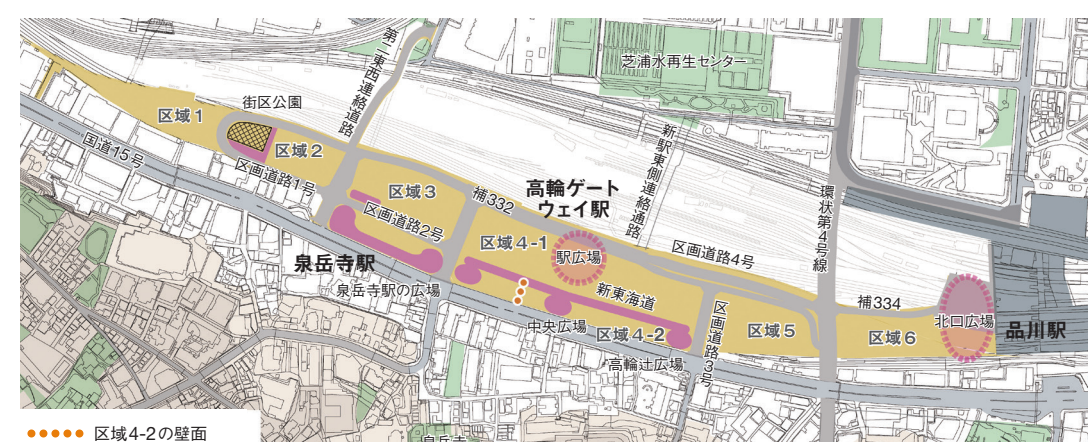 芝浦水再生センター
第二東西連絡道路
街区公園
区域1
国道15号
区域2
区画道路1号
新駅東側連絡通路
環状第4号線
区域3
補332
高輪ゲート
ウェイ駅
区画道路2号
区域4-1
駅広場
区画道路4号
泉岳寺駅
泉岳寺駅の広場
新東海道
補334
中央広場
区域4-2
区画道路3号
区域5
区域6
北口広場
品川駅
高輪辻広場
泉岳寺
区域4-2の壁面